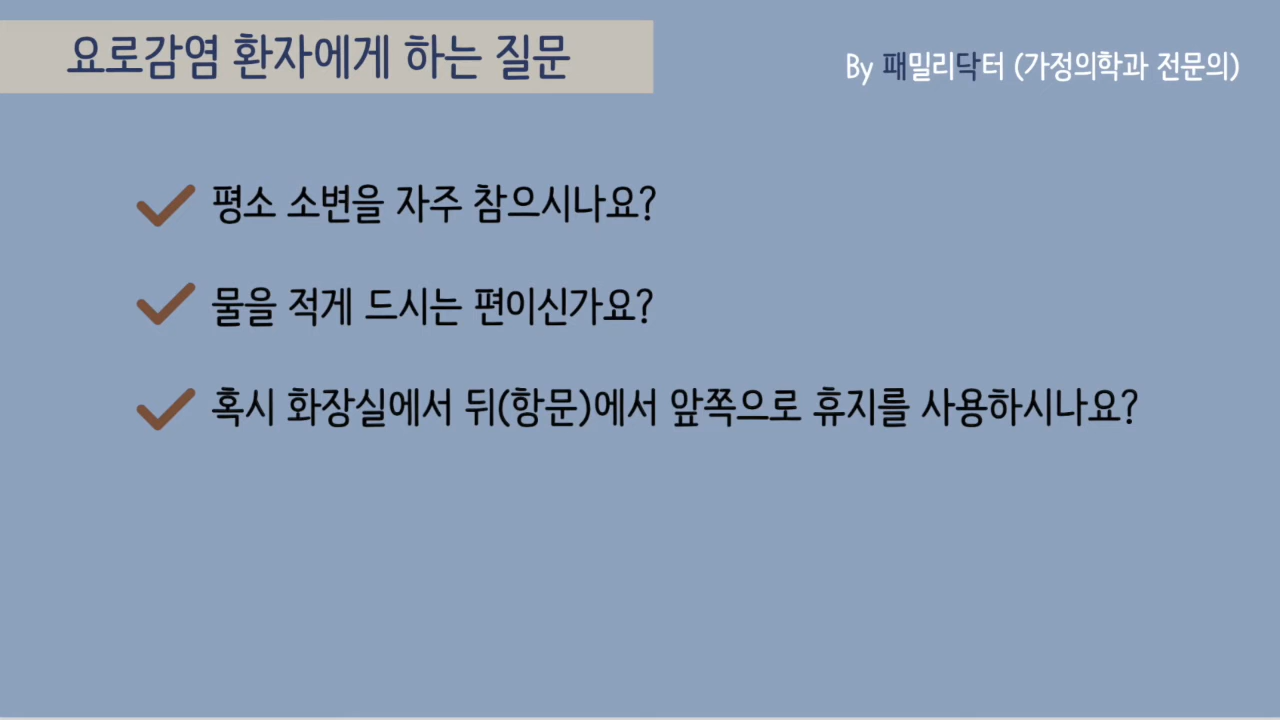 요로감염 환자에게 하는 질문
By 패밀리닥터 (가정의학과 전문의)
평소 소변을 자주 참으시나요?
물을 적게 드시는 편이신가요?
혹시 화장실에서 뒤(항문)에서 앞쪽으로 휴지를 사용하시나요?